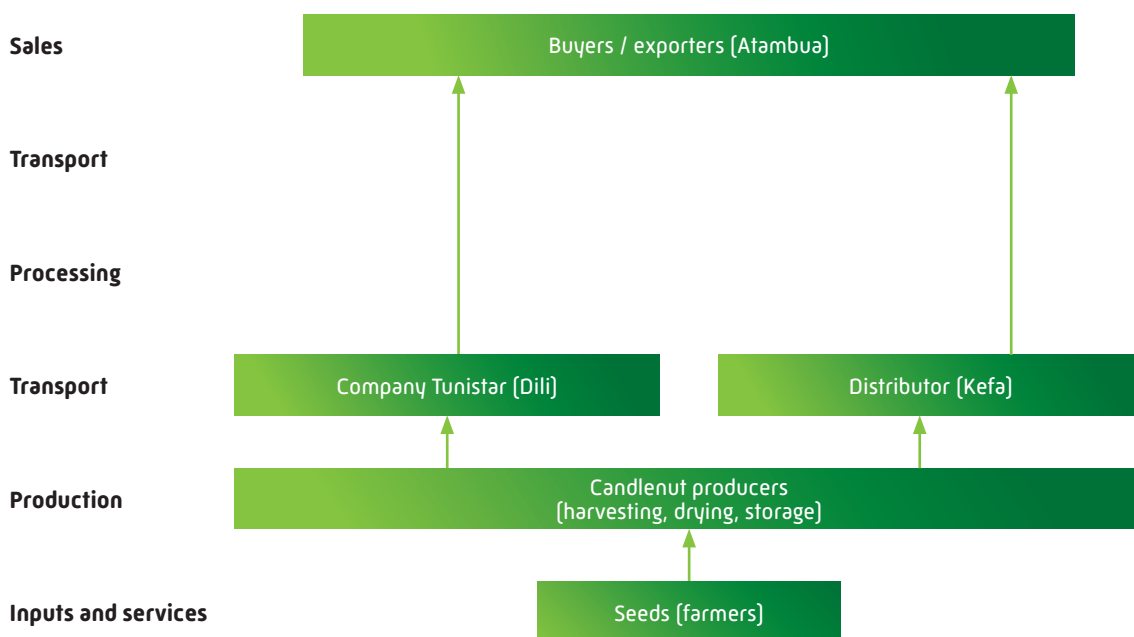 Sales
Buyers / exporters (Atambua)
Transport
Processing
Transport
Company Tunistar (Dili)
Distributor (Kefa)
Production
Candlenut producers
(harvesting, drying, storage)
Inputs and services
Seeds (farmers)